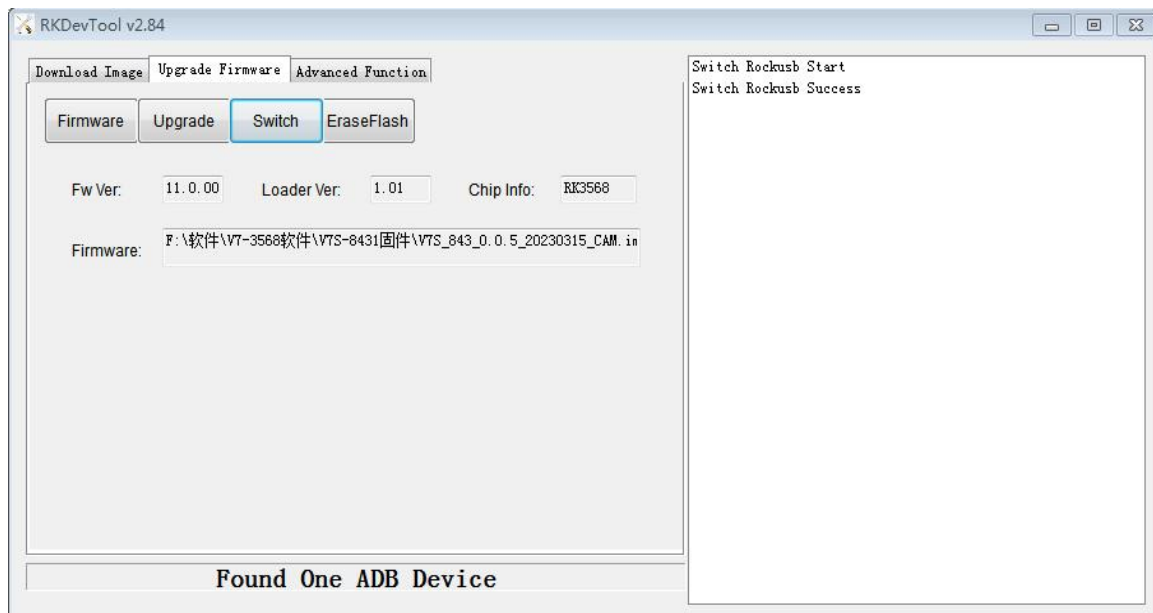 RKDevTool v2.84
Download Image Upgrade Firmware Advanced Function
Firmware Upgrade Switch EraseFlash
Fw Ver: 11.0.00 Loader Ver: 1.01 Chip Info: RK3568
Firmware: F:\软件\V7-3568软件\V7S-8431固件\V7S_843_0.0.5_20230315_CAM.im
Found One ADB Device
Switch Rockusb Start
Switch Rockusb Success